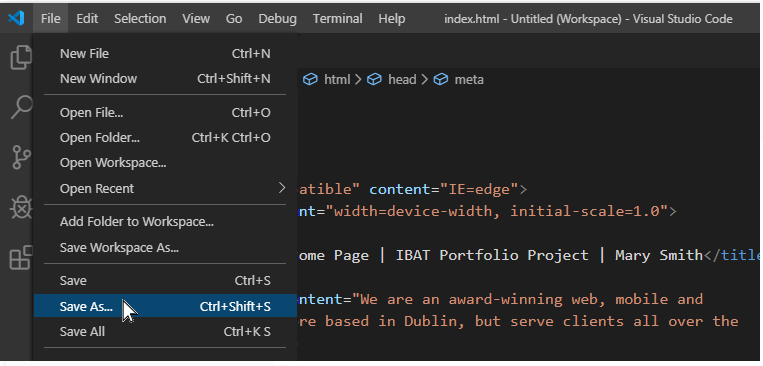 File Edit Selection View Go Debug Terminal Help index.html - Untitled (Workspace) - Visual Studio Code
New File Ctrl+N
New Window Ctrl+Shift+N
html > head > meta
Open File... Ctrl+O
Open Folder... Ctrl+K Ctrl+O
Open Workspace...
Open Recent >
atible" content="IE=edge">
nt="width=device-width, initial-scale=1.0">
Add Folder to Workspace...
Save Workspace As...
ome Page | IBAT Portfolio Project | Mary Smith</title
Save Ctrl+S
Save As... Ctrl+Shift+S
ontent="We are an award-winning web, mobile and
Save All Ctrl+K S
re based in Dublin, but serve clients all over the